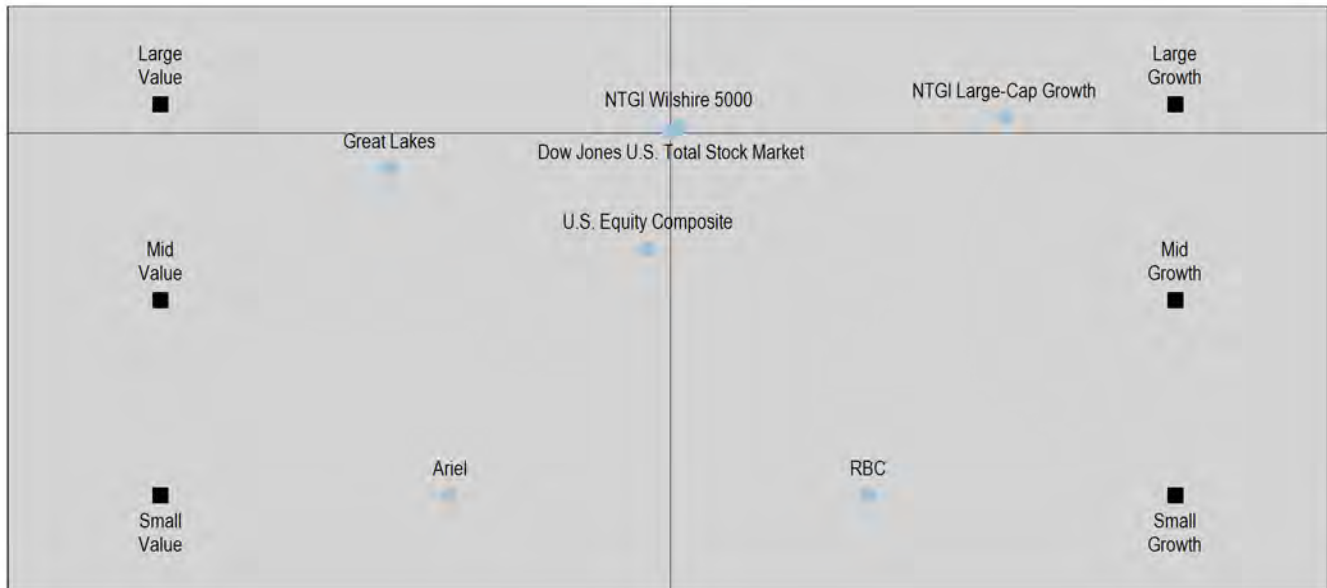 Large
Value
Large
Growth
NTGI Wilshire 5000
NTGI Large-Cap Growth
Great Lakes
Dow Jones U.S. Total Stock Market
U.S. Equity Composite
Mid
Value
Mid
Growth
Ariel
RBC
Small
Value
Small
Growth